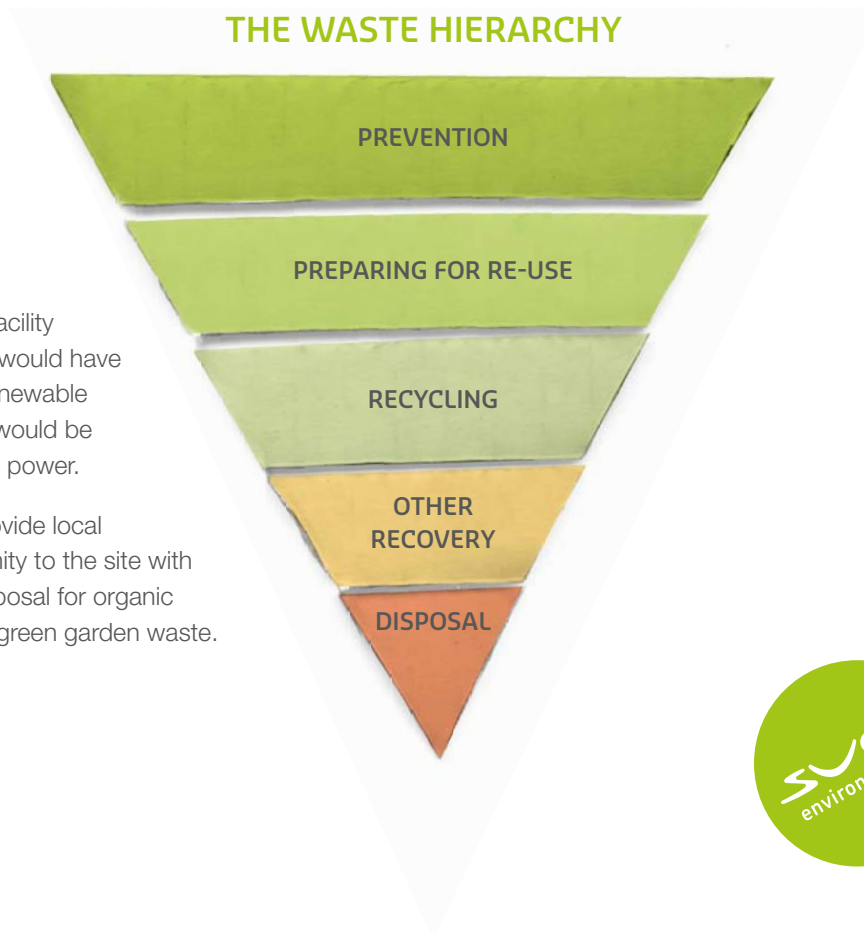 THE WASTE HIERARCHY
PREVENTION
PREPARING FOR RE-USE
RECYCLING
OTHER
RECOVERY
DISPOSAL
acility
would have
newable
would be
power.
ovide local
nity to the site with
posal for organic
green garden waste.